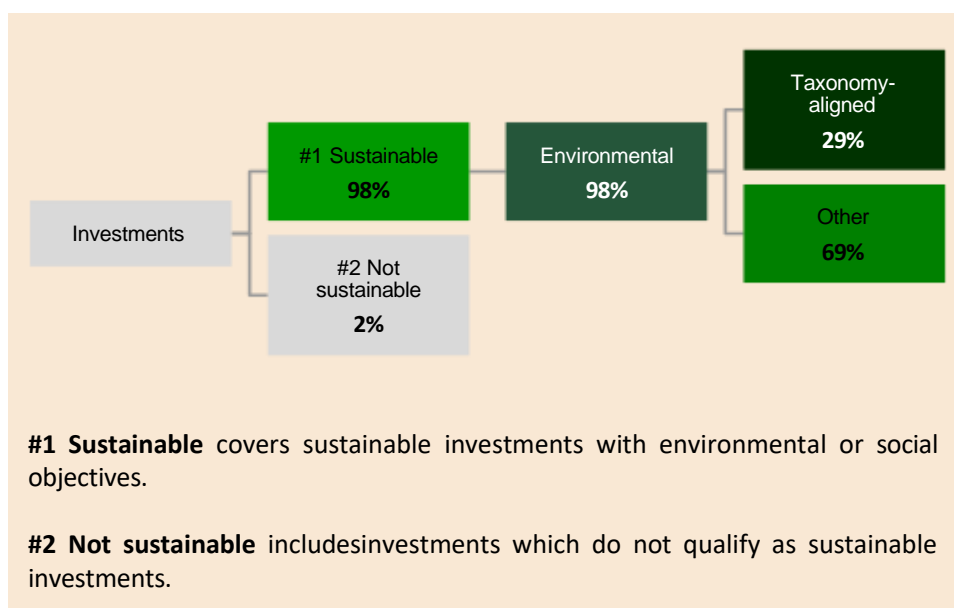 Taxonomy-
aligned
29%
#1 Sustainable
98%
Environmental
98%
Other
69%
Investments
#2 Not
sustainable
2%
#1 Sustainable covers sustainable investments with environmental or social
objectives.
#2 Not sustainable includesinvestments which do not qualify as sustainable
investments.